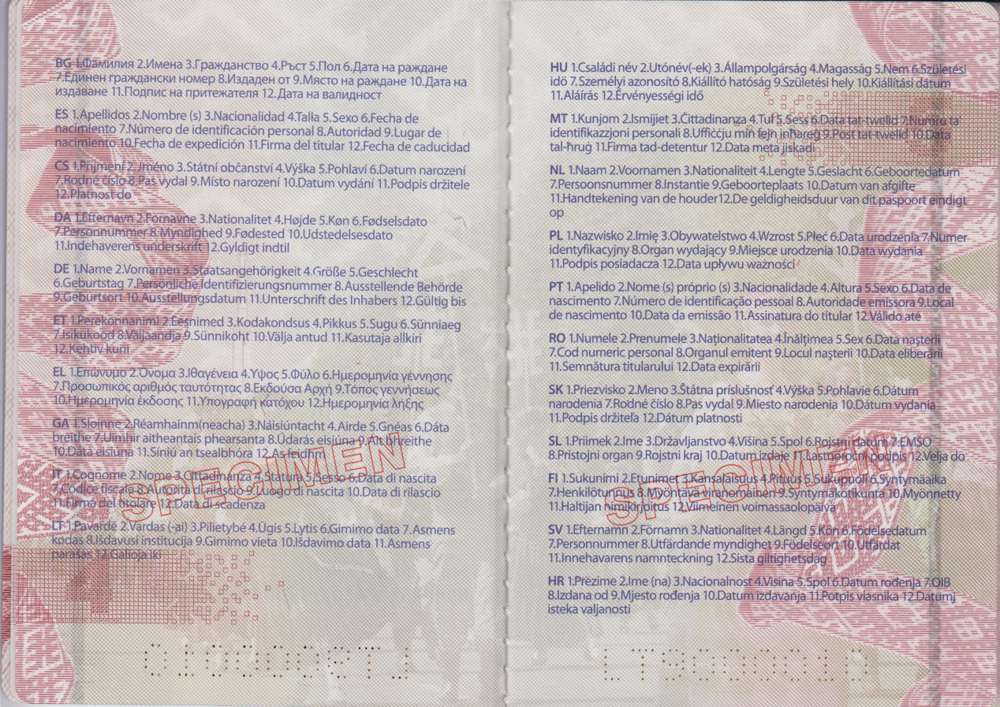 BG 1.Фамилия 2.Имена 3.Гражданство 4.Ръст 5.Пол 6.Дата на раждане
7.Единен граждански номер 8.Издаден от 9.Място на раждане 10.Дата на
издаване 11.Подпис на притежателя 12.Дата на валидност
ES 1.Apellidos 2.Nombre (s) 3.Nacionalidad 4.Talla 5.Sexo 6.Fecha de
nacimiento 7.Número de identificación personal 8.Autoridad 9.Lugar de
nacimiento 10.Fecha de expedición 11.Firma del titular 12.Fecha de caducidad
CS 1.Příjmení 2.Jméno 3.Státní občanství 4.Výška 5.Pohlaví 6.Datum narození
7.Rodné číslo 8.Pas vydal 9.Místo narození 10.Datum vydání 11.Podpis držitele
12.Platnost do
DA 1.Efternavn 2.Fornavne 3.Nationalitet 4.Højde 5.Køn 6.Fødselsdato
7.Personnummer 8.Myndighed 9.Fødested 10.Udstedelsesdato
11.Indehaverens underskrift 12.Gyldigt indtil
DE 1.Name 2.Vornamen 3.Staatsangehörigkeit 4.Größe 5.Geschlecht
6.Geburtstag 7.Persönliche Identifizierungsnummer 8.Ausstellende Behörde
9.Geburtsort 10.Ausstellungsdatum 11.Unterschrift des Inhabers 12.Gültig bis
ET 1.Perekonnanimi 2.Eesnimed 3.Kodakondsus 4.Pikkus 5.Sugu 6.Sünniaeg
7.Isikukood 8.Väljaandja 9.Sünnikoht 10.Välja antud 11.Kasutaja allkiri
12.Kehtiv kuni
EL 1.Επώνυμο 2.Όνομα 3.Ιθαγένεια 4.Ύψος 5.Φύλο 6.Ημερομηνία γέννησης
7.Προσωπικός αριθμός ταυτότητας 8.Εκδούσα Αρχή 9.Τόπος γεννήσεως
10.Ημερομηνία έκδοσης 11.Υπογραφή κατόχου 12.Ημερομηνία λήξης
GA 1.Sloinne 2.Réamhainm(neacha) 3.Náisiúntacht 4.Airde 5.Gnéas 6.Dáta
breithe 7.Uimhir aitheantais phearsanta 8.Údarás eisiúna 9.Áit bhreithe
10.Dáta eisiúna 11.Síniú an tsealbhóra 12.As feidhm
IT 1.Cognome 2.Nome 3.Cittadinanza 4.Statura 5.Sesso 6.Data di nascita
7.Codice fiscale 8.Autorità di rilascio 9.Luogo di nascita 10.Data di rilascio
11.Firma del titolare 12.Data di scadenza
LT 1.Pavardė 2.Vardas (-ai) 3.Pilietybė 4.Ūgis 5.Lytis 6.Gimimo data 7.Asmens
kodas 8.Išdavusi institucija 9.Gimimo vieta 10.Išdavimo data 11.Asmens
parašas 12.Galioja iki
SPECIMEN
HU 1.Családi név 2.Utónév(-ek) 3.Állampolgárság 4.Magasság 5.Nem 6.Születési
idő 7.Személyi azonosító 8.Kiállító hatóság 9.Születési hely 10.Kiállítási dátum
11.Aláírás 12.Érvényességi idő
MT 1.Kunjom 2.Ismijiet 3.Ċittadinanza 4.Tul 5.Sess 6.Data tat-twelid 7.Numru ta'
identifikazzjoni personali 8.Uffiċċju min fejn inħareġ 9.Post tat-twelid 10.Data
tal-ħruġ 11.Firma tad-detentur 12.Data meta jiskadi
NL 1.Naam 2.Voornamen 3.Nationaliteit 4.Lengte 5.Geslacht 6.Geboortedatum
7.Persoonsnummer 8.Instantie 9.Geboorteplaats 10.Datum van afgifte
11.Handtekening van de houder12.De geldigheidsduur van dit paspoort eindigt
op
PL 1.Nazwisko 2.Imię 3.Obywatelstwo 4.Wzrost 5.Płeć 6.Data urodzenia 7.Numer
identyfikacyjny 8.Organ wydający 9.Miejsce urodzenia 10.Data wydania
11.Podpis posiadacza 12.Data upływu ważności
PT 1.Apelido 2.Nome (s) próprio (s) 3.Nacionalidade 4.Altura 5.Sexo 6.Data de
nascimento 7.Número de identificação pessoal 8.Autoridade emissora 9.Local
de nascimento 10.Data da emissão 11.Assinatura do titular 12.Válido até
RO 1.Numele 2.Prenumele 3.Naţionalitatea 4.Înălţimea 5.Sex 6.Data naşterii
7.Cod numeric personal 8.Organul emitent 9.Locul naşterii 10.Data eliberării
11.Semnătura titularului 12.Data expirării
SK 1.Priezvisko 2.Meno 3.Štátna príslušnosť 4.Výška 5.Pohlavie 6.Dátum
narodenia 7.Rodné číslo 8.Pas vydal 9.Miesto narodenia 10.Dátum vydania
11.Podpis držiteľa 12.Dátum platnosti
SL 1.Priimek 2.Ime 3.Državljanstvo 4.Višina 5.Spol 6.Rojstni datum 7.EMŠO
8.Pristojni organ 9.Rojstni kraj 10.Datum izdaje 11.Lastnoročni podpis 12.Velja do
FI 1.Sukunimi 2.Etunimet 3.Kansalaisuus 4.Pituus 5.Sukupuoli 6.Syntymäaika
7.Henkilötunnus 8.Myöntävä viranomainen 9.Syntymäkotikunta 10.Myönnetty
11.Haltijan nimikirjoitus 12.Viimeinen voimassaolopäivä
SV 1.Efternamn 2.Förnamn 3.Nationalitet 4.Längd 5.Kön 6.Födelsedatum
7.Personnummer 8.Utfärdande myndighet 9.Födelseort 10.Utfärdat
11.Innehavarens namnteckning 12.Sista giltighetsdag
HR 1.Prezime 2.Ime (na) 3.Nacionalnost 4.Visina 5.Spol 6.Datum rođenja 7.OIB
8.Izdana od 9.Mjesto rođenja 10.Datum izdavanja 11.Potpis vlasnika 12.Datumj
isteka valjanosti
SPECIMEN